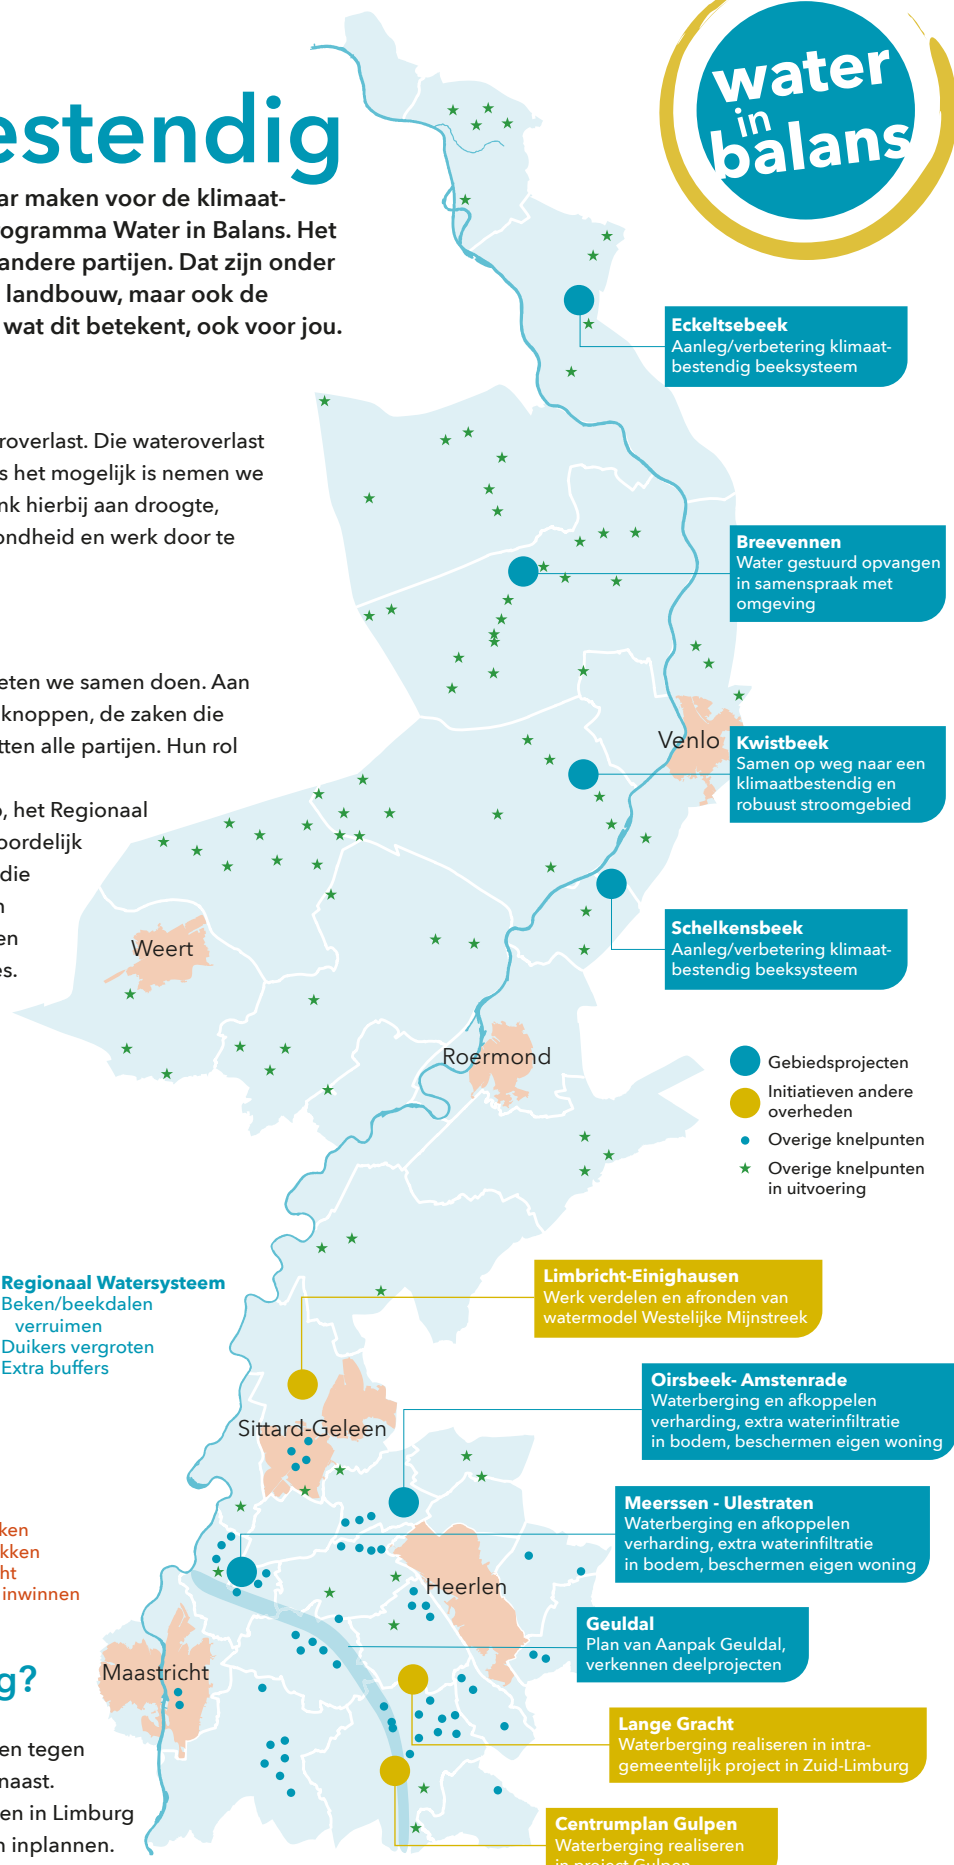 water
in
balans
estendig
ar maken voor de klimaat-
rogramma Water in Balans. Het
andere partijen. Dat zijn onder
landbouw, maar ook de
wat dit betekent, ook voor jou.
roverlast. Die wateroverlast
s het mogelijk is nemen we
nk hierbij aan droogte,
ondheid en werk door te
eten we samen doen. Aan
knoppen, de zaken die
tten alle partijen. Hun rol
o, het Regionaal
oordelijk
die
n
en
es.
Eckeltsebeek
Aanleg/verbetering klimaat-
bestendig beeksysteem
Breevennen
Water gestuurd opvangen
in samenspraak met
omgeving
Venlo
Kwistbeek
Samen op weg naar een
klimaatbestendig en
robuust stroomgebied
Schelkensbeek
Aanleg/verbetering klimaat-
bestendig beeksysteem
Weert
Roermond
Gebiedsprojecten
Initiatieven andere
overheden
Overige knelpunten
Overige knelpunten
in uitvoering
Regionaal Watersysteem
Beken/beekdalen
verruimen
Duikers vergroten
Extra buffers
Limbricht-Einighausen
Werk verdelen en afronden van
watermodel Westelijke Mijnstreek
Oirsbeek- Amstenrade
Waterberging en afkoppelen
verharding, extra waterinfiltratie
in bodem, beschermen eigen woning
Sittard-Geleen
Meerssen - Ulestraten
Waterberging en afkoppelen
verharding, extra waterinfiltratie
in bodem, beschermen eigen woning
ken
kken
ht
inwinnen
Heerlen
Geuldal
Plan van Aanpak Geuldal,
verkennen deelprojecten
Maastricht
g?
Lange Gracht
Waterberging realiseren in intra-
gemeentelijk project in Zuid-Limburg
en tegen
naast.
en in Limburg
n inplannen.
Centrumplan Gulpen
Waterberging realiseren
in project Gulpen